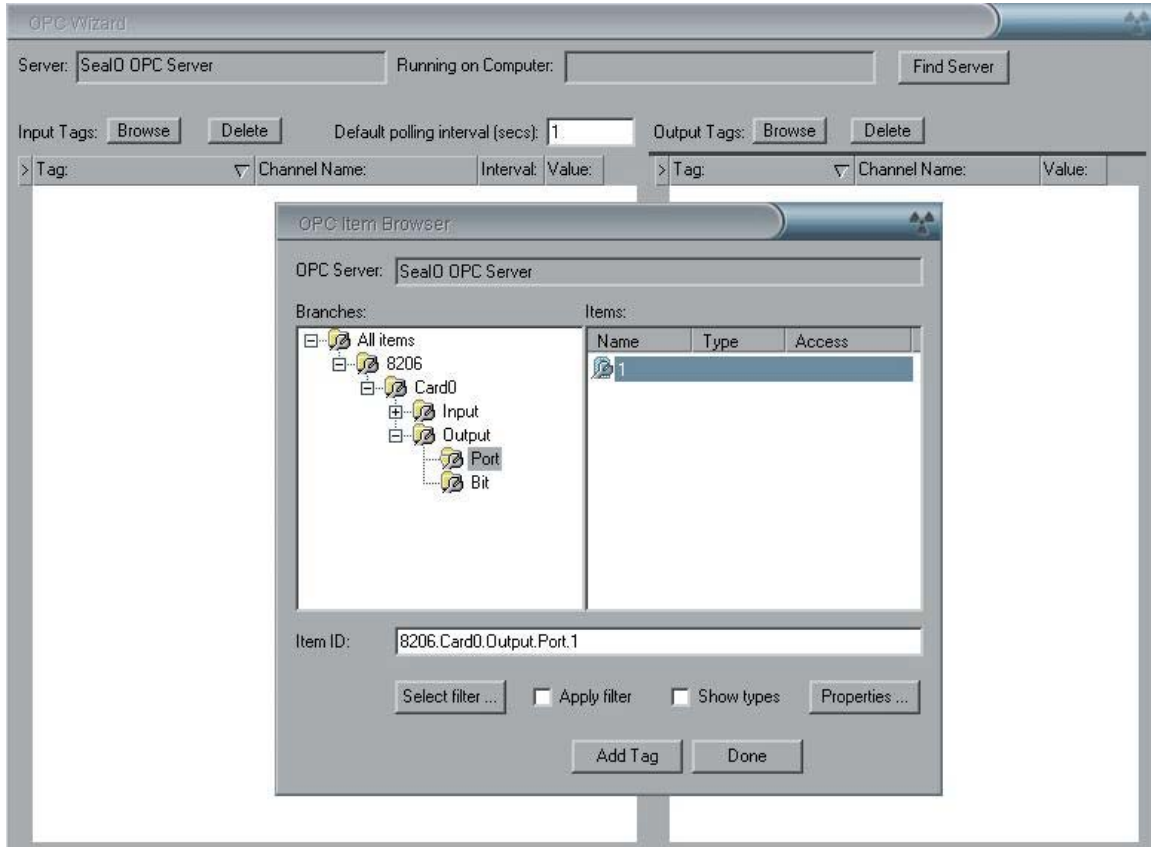 OPC Wizard
Server: SealO OPC Server Running on Computer: Find Server
Input Tags: Browse Delete Default polling interval (secs): 1 Output Tags: Browse Delete
> Tag: Channel Name: Interval: Value: > Tag: Channel Name: Value:
OPC Item Browser
OPC Server: SealO OPC Server
Branches: Items:
All items
8206
Card0
Input
Output
Port
Bit
Name Type Access
1
Item ID: 8206.Card0.Output.Port.1
Select filter ... Apply filter Show types Properties ...
Add Tag Done